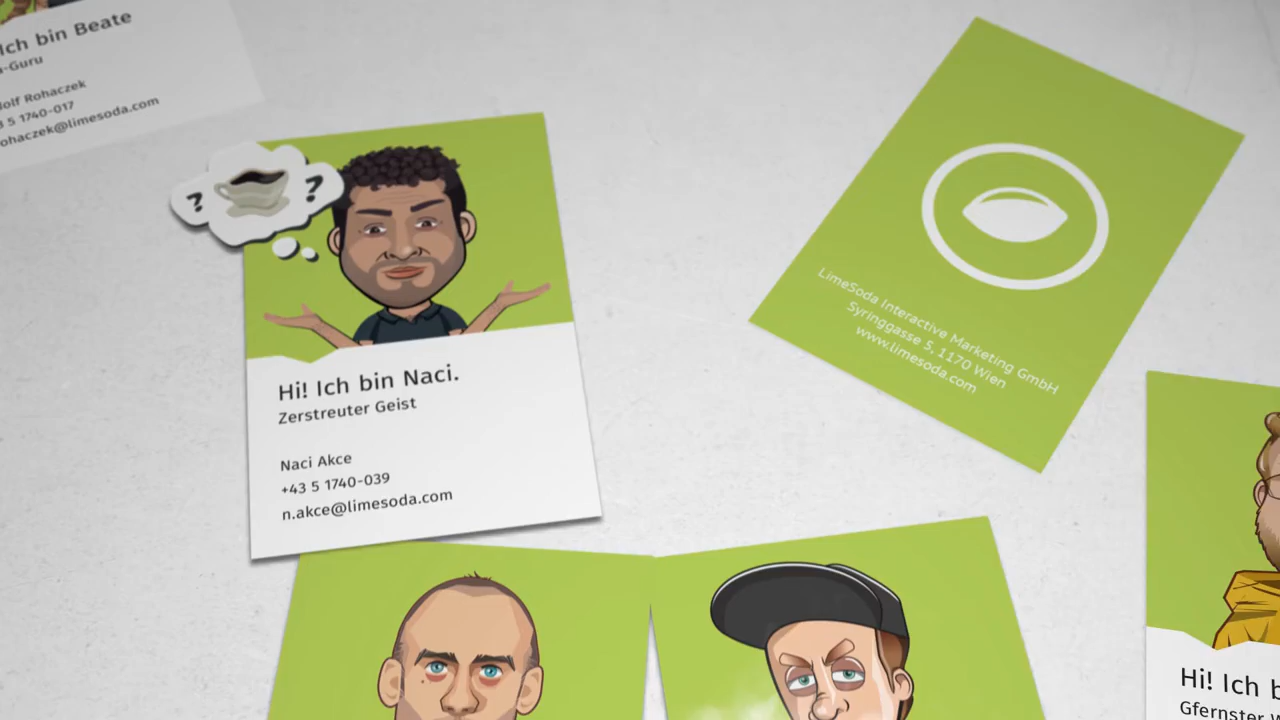 Ich bin Beate
-Guru
olf Rohaczek
5 1740-017
ohaczek@limesoda.com
? ?
Hi! Ich bin Naci.
Zerstreuter Geist
Naci Akce
+43 5 1740-039
n.akce@limesoda.com
LimeSoda Interactive Marketing GmbH
Syringgasse 5, 1170 Wien
www.limesoda.com
Hi! Ich b
Gfernster